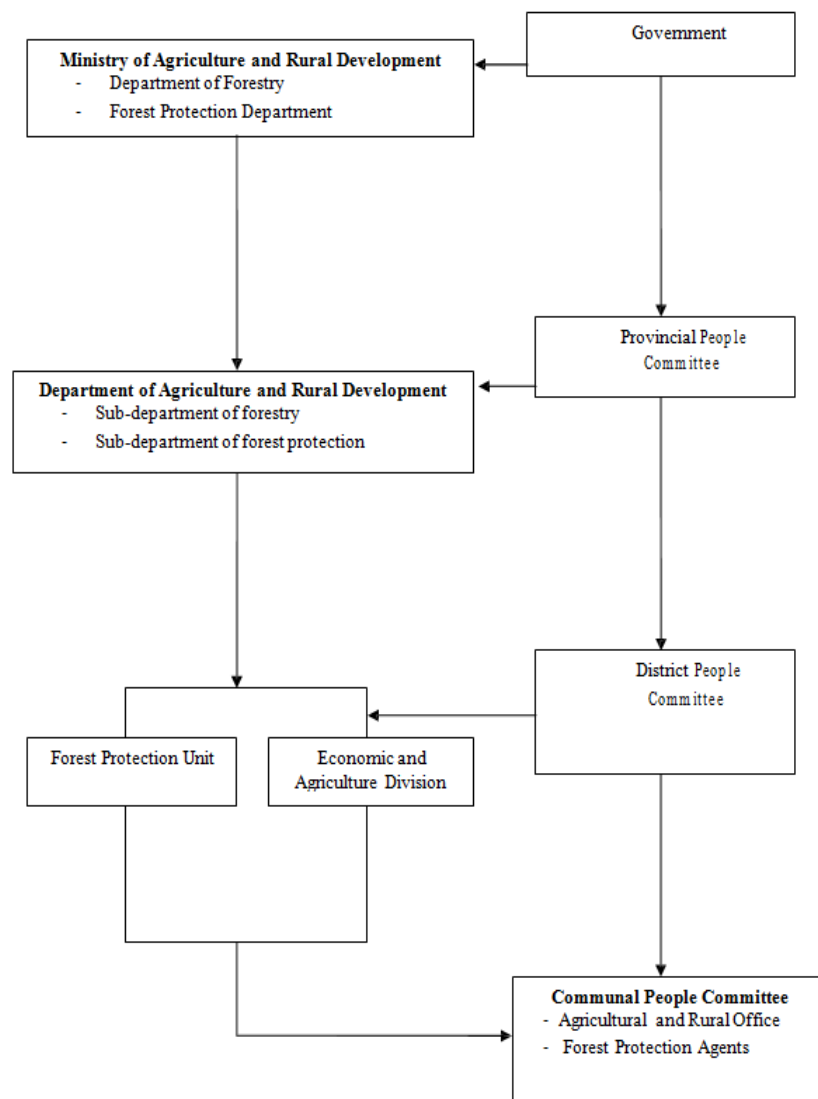 Government
Ministry of Agriculture and Rural Development
- Department of Forestry
- Forest Protection Department
Provincial People
Committee
Department of Agriculture and Rural Development
- Sub-department of forestry
- Sub-department of forest protection
District People
Committee
Forest Protection Unit
Economic and
Agriculture Division
Communal People Committee
- Agricultural and Rural Office
- Forest Protection Agents